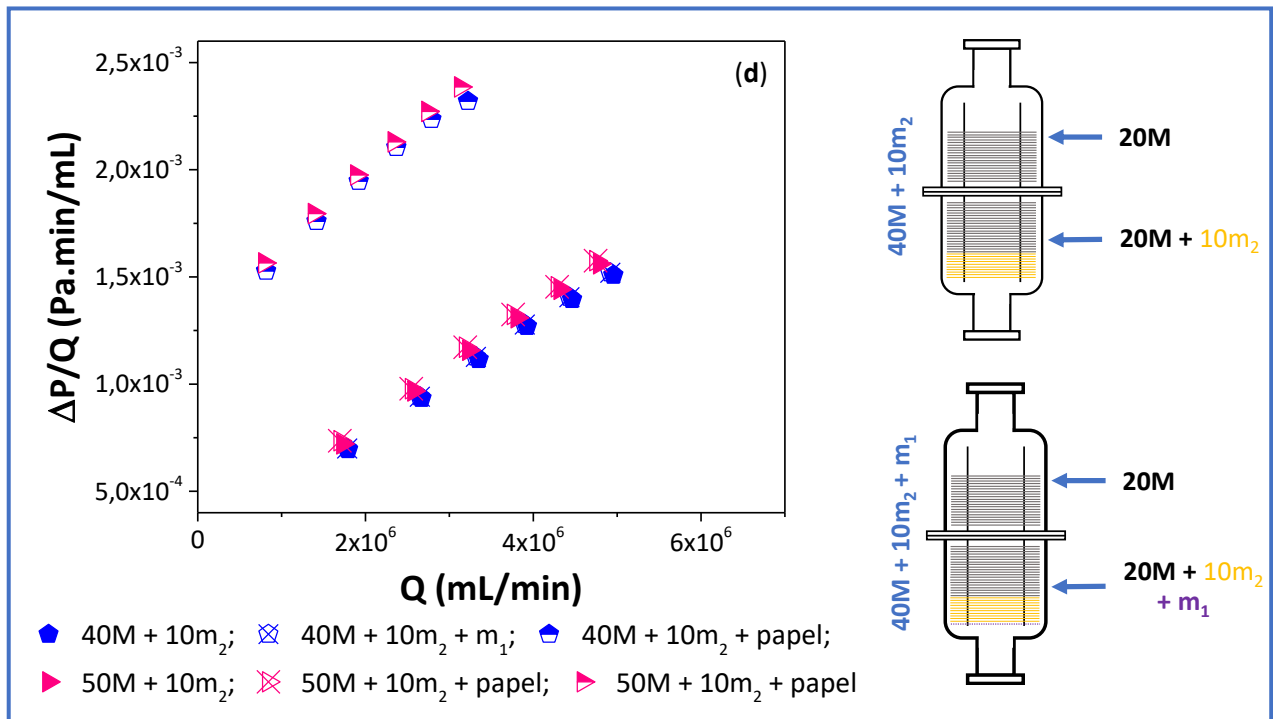 (d)
ΔP/Q (Pa.min/mL)
2,5x10⁻³
2,0x10⁻³
1,5x10⁻³
1,0x10⁻³
5,0x10⁻⁴
0
2x10⁶
4x10⁶
6x10⁶
Q (mL/min)
40M + 10m₂; 40M + 10m₂ + m₁; 40M + 10m₂ + papel;
50M + 10m₂; 50M + 10m₂ + papel; 50M + 10m₂ + papel
40M + 10m₂
20M
20M + 10m₂
40M + 10m₂ + m₁
20M
20M + 10m₂
+ m₁